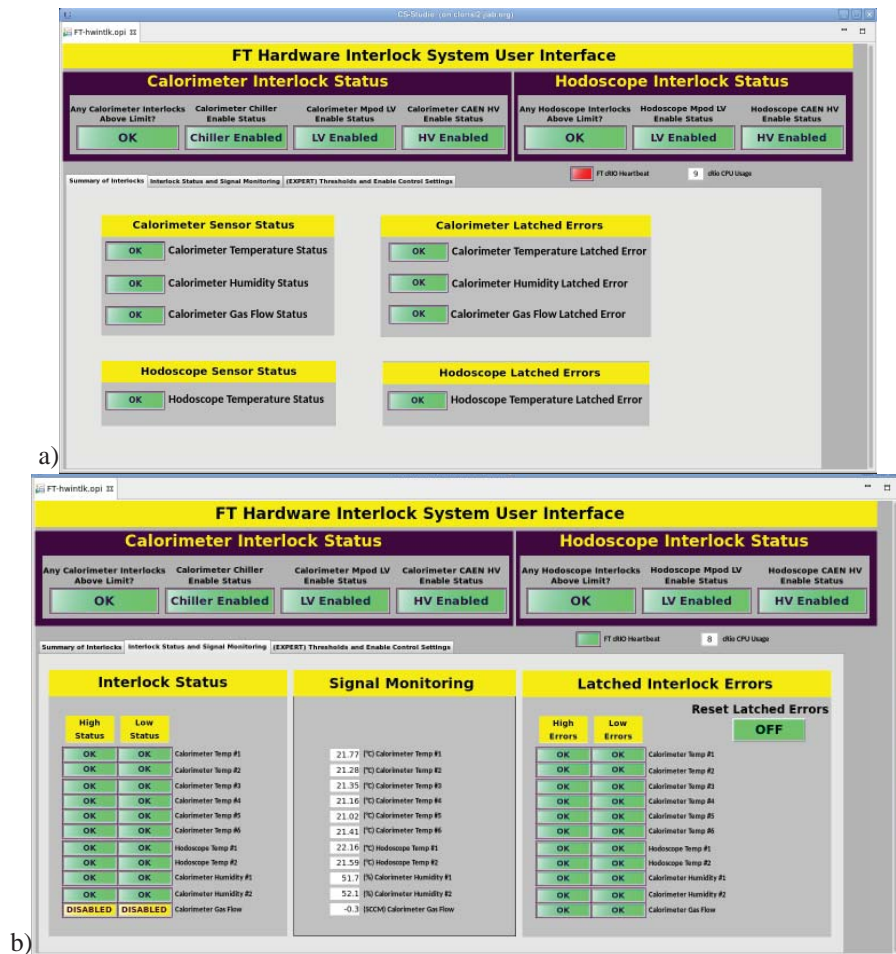 CS-Studio (on clonsl2.jlab.org)
FT-hwintlk.opi
FT Hardware Interlock System User Interface
Calorimeter Interlock Status Hodoscope Interlock Status
Any Calorimeter Interlocks Above Limit? Calorimeter Chiller Enable Status Calorimeter Mpod LV Enable Status Calorimeter CAEN HV Enable Status Any Hodoscope Interlocks Above Limit? Hodoscope Mpod LV Enable Status Hodoscope CAEN HV Enable Status
OK Chiller Enabled LV Enabled HV Enabled OK LV Enabled HV Enabled
Summary of Interlocks Interlock Status and Signal Monitoring (EXPERT) Thresholds and Enable Control Settings FT cRIO Heartbeat 9 cRio CPU Usage
Calorimeter Sensor Status Calorimeter Latched Errors
OK Calorimeter Temperature Status OK Calorimeter Temperature Latched Error
OK Calorimeter Humidity Status OK Calorimeter Humidity Latched Error
OK Calorimeter Gas Flow Status OK Calorimeter Gas Flow Latched Error
Hodoscope Sensor Status Hodoscope Latched Errors
OK Hodoscope Temperature Status OK Hodoscope Temperature Latched Error
a)
FT-hwintlk.opi
FT Hardware Interlock System User Interface
Calorimeter Interlock Status Hodoscope Interlock Status
Any Calorimeter Interlocks Above Limit? Calorimeter Chiller Enable Status Calorimeter Mpod LV Enable Status Calorimeter CAEN HV Enable Status Any Hodoscope Interlocks Above Limit? Hodoscope Mpod LV Enable Status Hodoscope CAEN HV Enable Status
OK Chiller Enabled LV Enabled HV Enabled OK LV Enabled HV Enabled
Summary of Interlocks Interlock Status and Signal Monitoring (EXPERT) Thresholds and Enable Control Settings FT cRIO Heartbeat 8 cRio CPU Usage
Interlock Status Signal Monitoring Latched Interlock Errors
Reset Latched Errors
OFF
High Status Low Status High Errors Low Errors
OK OK Calorimeter Temp #1 21.77 (°C) Calorimeter Temp #1 OK OK Calorimeter Temp #1
OK OK Calorimeter Temp #2 21.28 (°C) Calorimeter Temp #2 OK OK Calorimeter Temp #2
OK OK Calorimeter Temp #3 21.35 (°C) Calorimeter Temp #3 OK OK Calorimeter Temp #3
OK OK Calorimeter Temp #4 21.16 (°C) Calorimeter Temp #4 OK OK Calorimeter Temp #4
OK OK Calorimeter Temp #5 21.02 (°C) Calorimeter Temp #5 OK OK Calorimeter Temp #5
OK OK Calorimeter Temp #6 21.41 (°C) Calorimeter Temp #6 OK OK Calorimeter Temp #6
OK OK Hodoscope Temp #1 22.16 (°C) Hodoscope Temp #1 OK OK Hodoscope Temp #1
OK OK Hodoscope Temp #2 21.59 (°C) Hodoscope Temp #2 OK OK Hodoscope Temp #2
OK OK Calorimeter Humidity #1 51.7 (%) Calorimeter Humidity #1 OK OK Calorimeter Humidity #1
OK OK Calorimeter Humidity #2 52.1 (%) Calorimeter Humidity #2 OK OK Calorimeter Humidity #2
DISABLED DISABLED Calorimeter Gas Flow -0.3 (SCCM) Calorimeter Gas Flow OK OK Calorimeter Gas Flow
b)